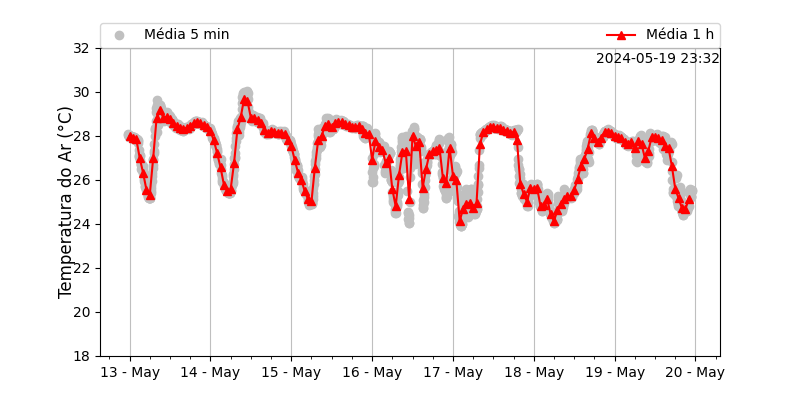 Média 5 min
Média 1 h
2024-05-19 23:32
Temperatura do Ar (°C)
32
30
28
26
24
22
20
18
13 - May
14 - May
15 - May
16 - May
17 - May
18 - May
19 - May
20 - May